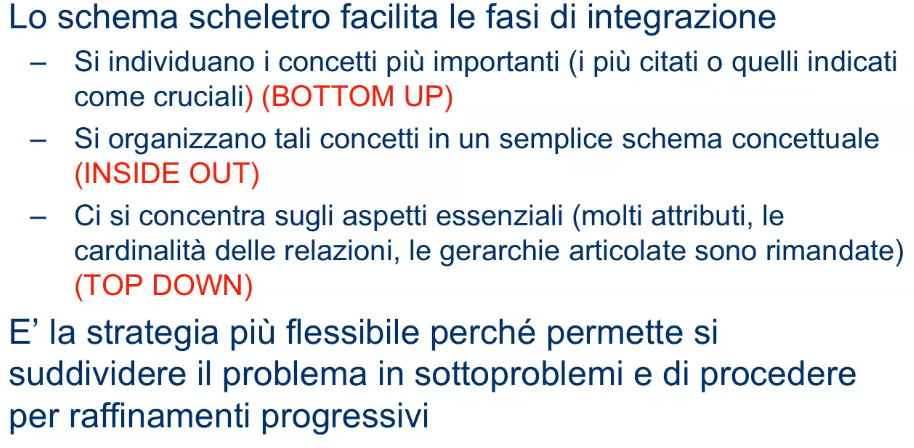 Lo schema scheletro facilita le fasi di integrazione
– Si individuano i concetti più importanti (i più citati o quelli indicati
come cruciali) (BOTTOM UP)
– Si organizzano tali concetti in un semplice schema concettuale
(INSIDE OUT)
– Ci si concentra sugli aspetti essenziali (molti attributi, le
cardinalità delle relazioni, le gerarchie articolate sono rimandate)
(TOP DOWN)
E’ la strategia più flessibile perché permette si
suddividere il problema in sottoproblemi e di procedere
per raffinamenti progressivi